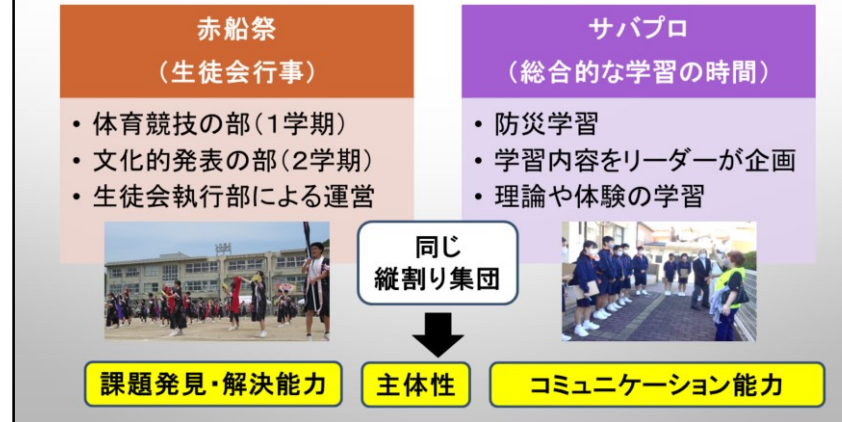 赤船祭
(生徒会行事)
・体育競技の部(1学期)
・文化的発表の部(2学期)
・生徒会執行部による運営
サバプロ
(総合的な学習の時間)
・防災学習
・学習内容をリーダーが企画
・理論や体験の学習
同じ
縦割り集団
課題発見・解決能力
主体性
コミュニケーション能力